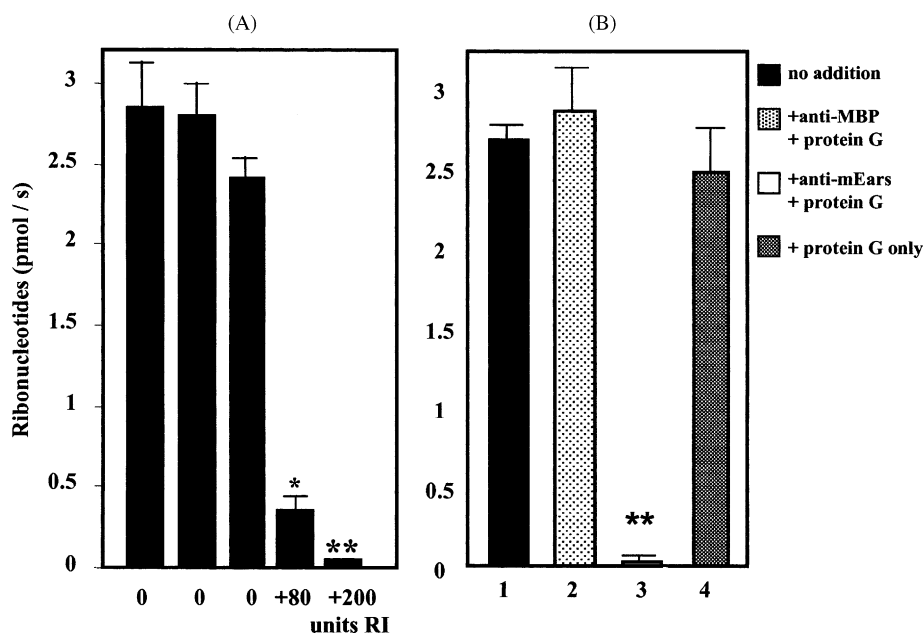 (A)
(B)
Ribonucleotides (pmol / s)
3
2.5
2
1.5
1
0.5
0
*
**
0 0 0 +80 +200
units RI
3
2.5
2
1.5
1
0.5
0
**
1 2 3 4
no addition
+anti-MBP
+ protein G
+anti-mEars
+ protein G
+ protein G only